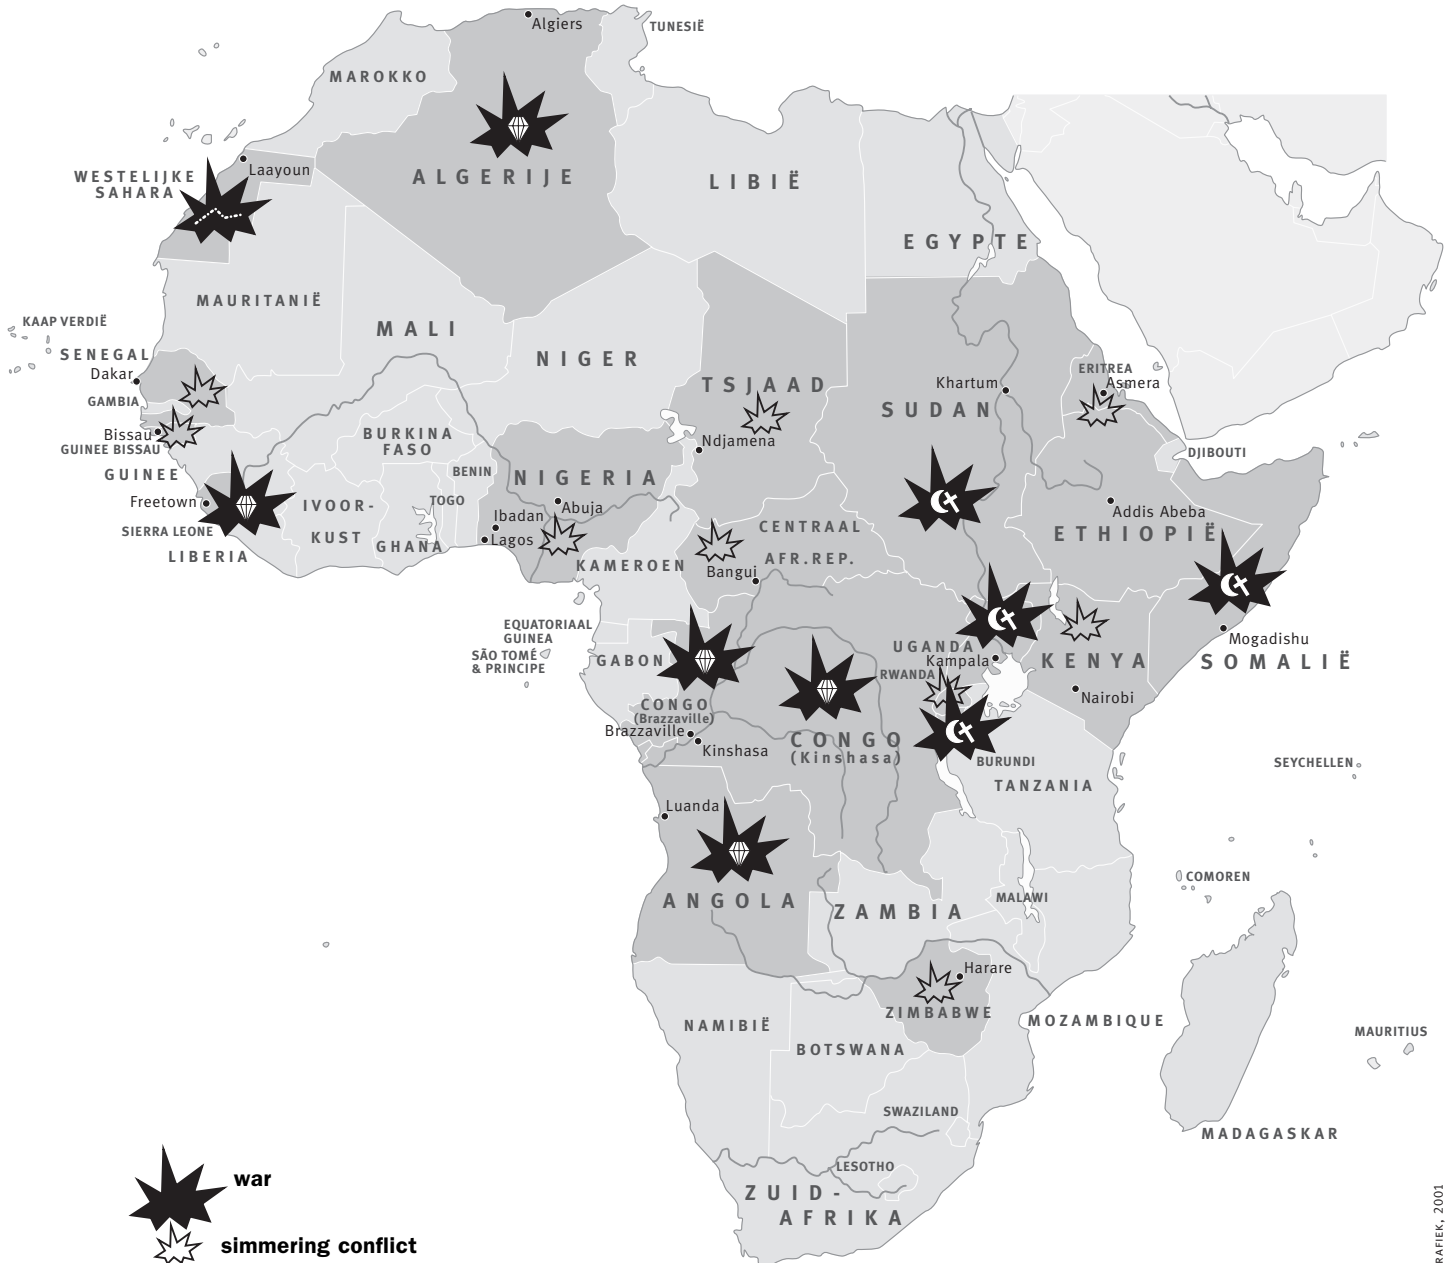 Algiers
TUNESIË
MAROKKO
Laayoun
WESTELIJKE
SAHARA
ALGERIJE
LIBIË
EGYPTE
MAURITANIË
KAAP VERDIË
MALI
NIGER
SENEGAL
Dakar
GAMBIA
TSJAAD
Khartum
SUDAN
ERITREA
Asmera
Bissau
GUINEE BISSAU
GUINEE
BURKINA
FASO
Ndjamena
DJIBOUTI
BENIN
NIGERIA
Freetown
SIERRA LEONE
LIBERIA
IVOOR-
KUST
TOGO
GHANA
Ibadan
Abuja
Lagos
CENTRAAL
AFR.REP.
Addis Abeba
ETHIOPIË
KAMEROEN
Bangui
EQUATORIAAL
GUINEA
SÃO TOMÉ
& PRINCIPE
GABON
UGANDA
Kampala
RWANDA
KENYA
Mogadishu
SOMALIË
Nairobi
CONGO
(Brazzaville)
Brazzaville
Kinshasa
CONGO
(Kinshasa)
BURUNDI
TANZANIA
SEYCHELLEN
Luanda
ANGOLA
ZAMBIA
MALAWI
COMOREN
Harare
ZIMBABWE
MOZAMBIQUE
NAMIBIË
BOTSWANA
MAURITIUS
SWAZILAND
MADAGASKAR
LESOTHO
ZUID-
AFRIKA
war
simmering conflict
RAFIEK, 2001